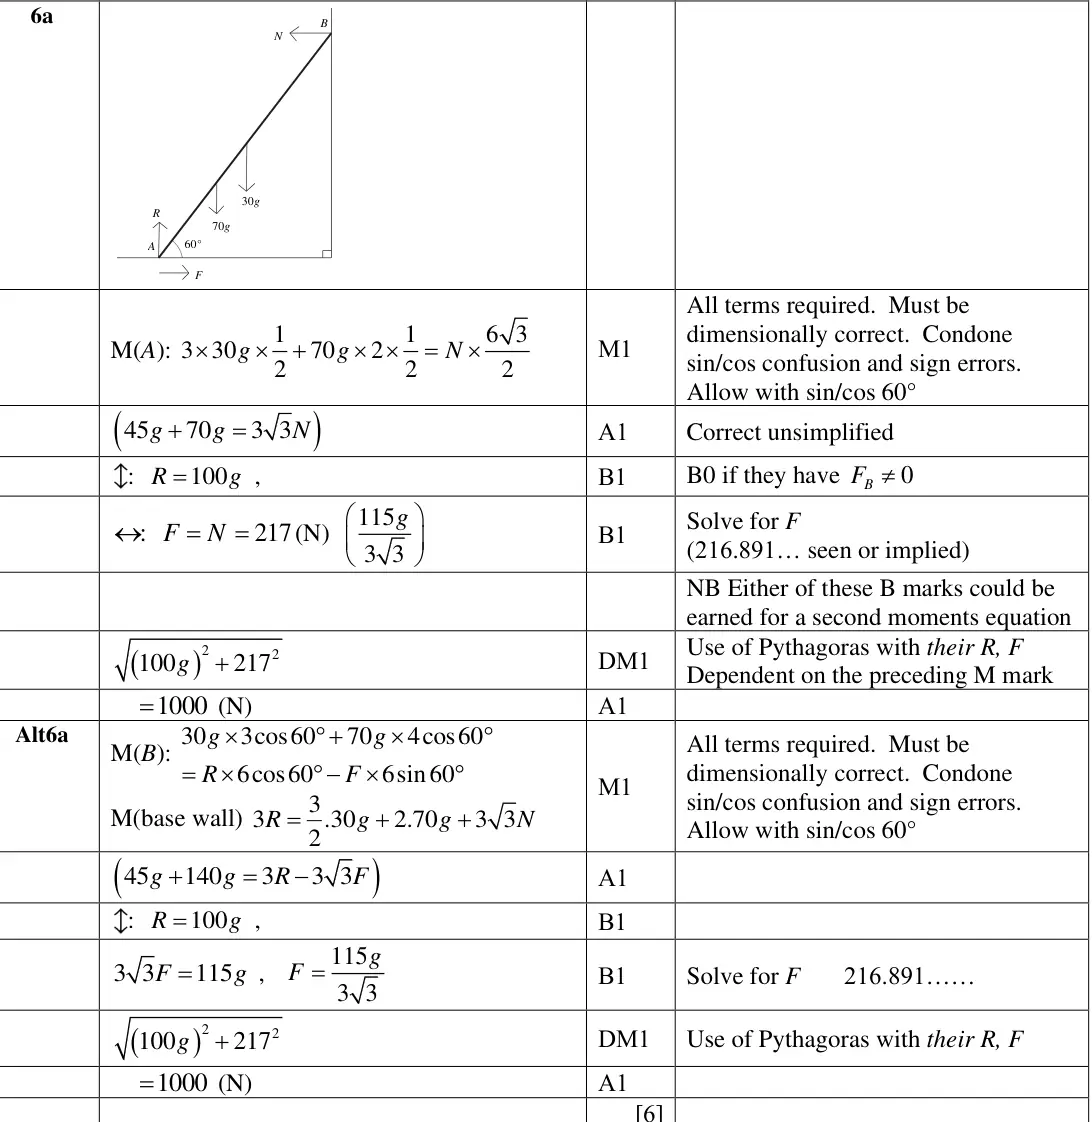 6a
B
N
30g
R
70g
A 60°
F
M(A): 3×30g×1/2+70g×2×1/2=N×6√3/2
M1
All terms required. Must be
dimensionally correct. Condone
sin/cos confusion and sign errors.
Allow with sin/cos 60°
(45g+70g=3√3N)
A1
Correct unsimplified
↕: R=100g ,
B1
B0 if they have F_B ≠ 0
↔: F = N = 217 (N) (115g/3√3)
B1
Solve for F
(216.891… seen or implied)
NB Either of these B marks could be
earned for a second moments equation
√((100g)²+217²)
DM1
Use of Pythagoras with their R, F
Dependent on the preceding M mark
=1000 (N)
A1
Alt6a
M(B): 30g×3cos60°+70g×4cos60°
=R×6cos60°−F×6sin60°
M(base wall) 3R=3/2.30g+2.70g+3√3N
M1
All terms required. Must be
dimensionally correct. Condone
sin/cos confusion and sign errors.
Allow with sin/cos 60°
(45g+140g=3R−3√3F)
A1
↕: R=100g ,
B1
3√3F=115g , F=115g/3√3
B1
Solve for F 216.891……
√((100g)²+217²)
DM1
Use of Pythagoras with their R, F
=1000 (N)
A1
[6]